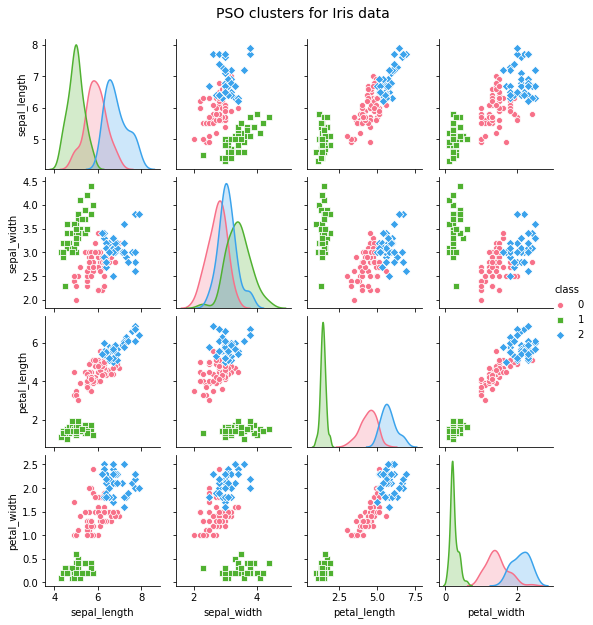 PSO clusters for Iris data
sepal_length
8
7
6
5
sepal_width
4.5
4.0
3.5
3.0
2.5
2.0
class
0
1
2
petal_length
6
4
2
petal_width
2.5
2.0
1.5
1.0
0.5
0.0
4 6 8
2 4
2.5 5.0 7.5
0 2
sepal_length sepal_width petal_length petal_width